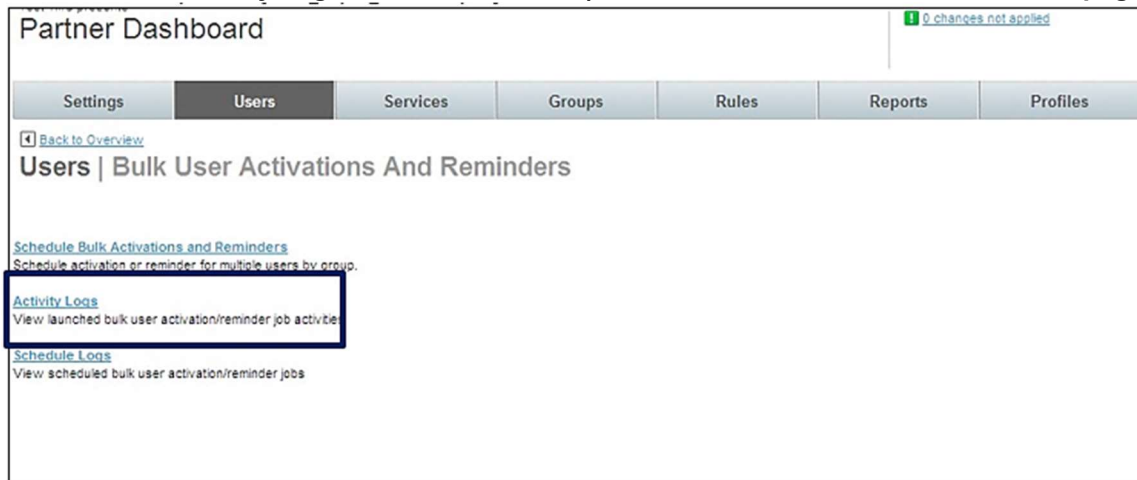 Partner Dashboard
0 changes not applied
Settings Users Services Groups Rules Reports Profiles
Back to Overview
Users | Bulk User Activations And Reminders
Schedule Bulk Activations and Reminders
Schedule activation or reminder for multiple users by group.
Activity Logs
View launched bulk user activation/reminder job activities
Schedule Logs
View scheduled bulk user activation/reminder jobs